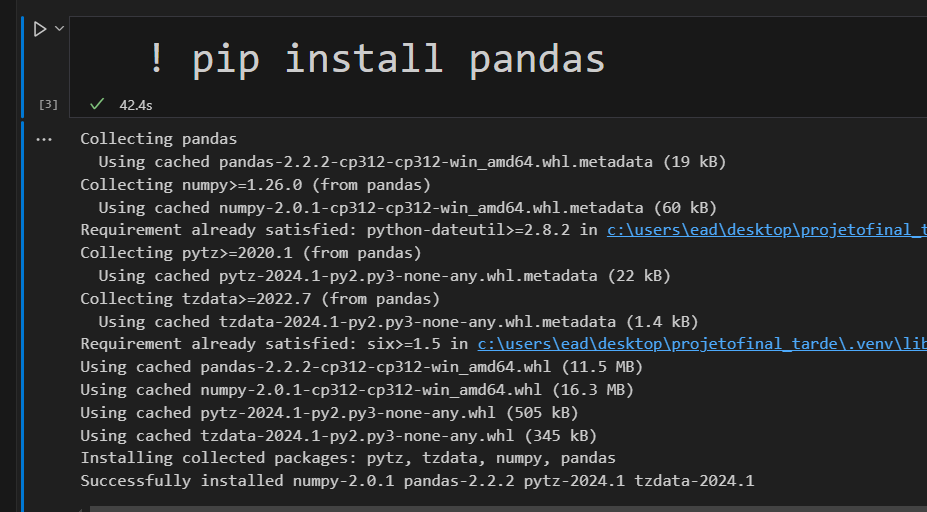 ! pip install pandas
[3]
42.4s
...
Collecting pandas
Using cached pandas-2.2.2-cp312-cp312-win_amd64.whl.metadata (19 kB)
Collecting numpy>=1.26.0 (from pandas)
Using cached numpy-2.0.1-cp312-cp312-win_amd64.whl.metadata (60 kB)
Requirement already satisfied: python-dateutil>=2.8.2 in c:\users\ead\desktop\projetofinal_t
Collecting pytz>=2020.1 (from pandas)
Using cached pytz-2024.1-py2.py3-none-any.whl.metadata (22 kB)
Collecting tzdata>=2022.7 (from pandas)
Using cached tzdata-2024.1-py2.py3-none-any.whl.metadata (1.4 kB)
Requirement already satisfied: six>=1.5 in c:\users\ead\desktop\projetofinal_tarde\.venv\lib
Using cached pandas-2.2.2-cp312-cp312-win_amd64.whl (11.5 MB)
Using cached numpy-2.0.1-cp312-cp312-win_amd64.whl (16.3 MB)
Using cached pytz-2024.1-py2.py3-none-any.whl (505 kB)
Using cached tzdata-2024.1-py2.py3-none-any.whl (345 kB)
Installing collected packages: pytz, tzdata, numpy, pandas
Successfully installed numpy-2.0.1 pandas-2.2.2 pytz-2024.1 tzdata-2024.1